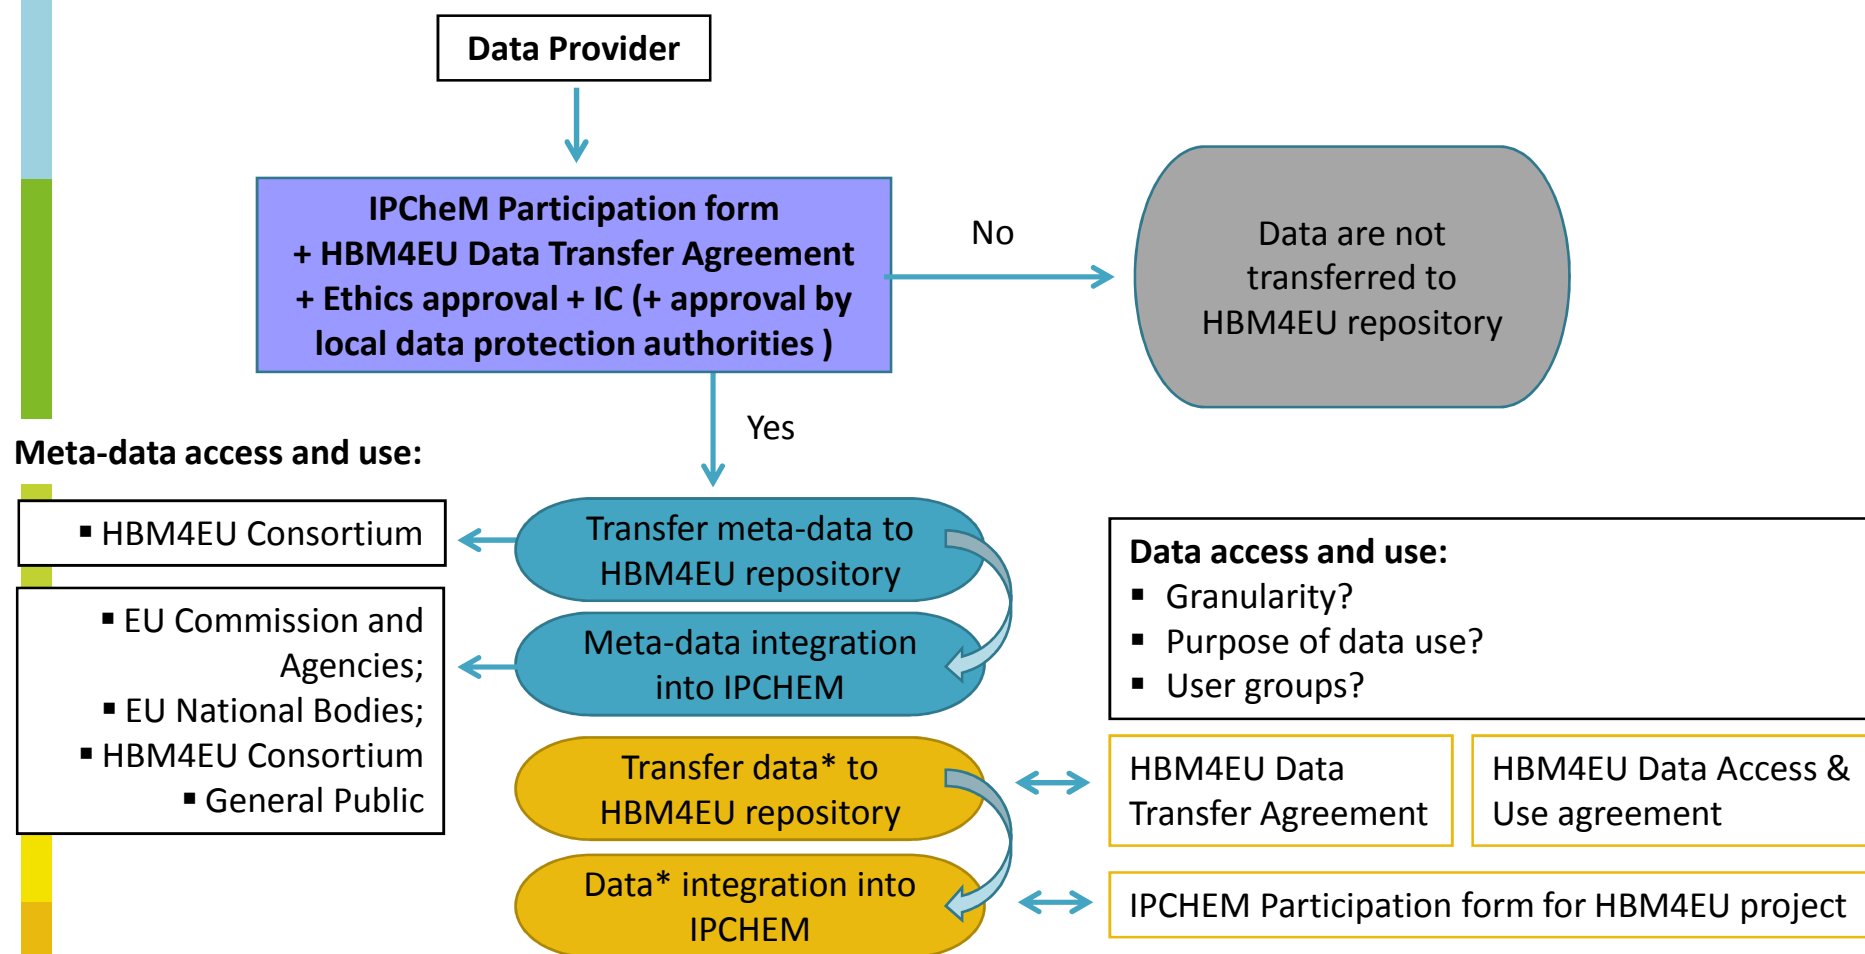 Data Provider
IPCheM Participation form
+ HBM4EU Data Transfer Agreement
+ Ethics approval + IC (+ approval by
local data protection authorities )
No
Data are not
transferred to
HBM4EU repository
Yes
Meta-data access and use:
▪ HBM4EU Consortium
▪ EU Commission and
Agencies;
▪ EU National Bodies;
▪ HBM4EU Consortium
▪ General Public
Transfer meta-data to
HBM4EU repository
Meta-data integration
into IPCHEM
Transfer data* to
HBM4EU repository
Data* integration into
IPCHEM
Data access and use:
▪ Granularity?
▪ Purpose of data use?
▪ User groups?
HBM4EU Data
Transfer Agreement
HBM4EU Data Access &
Use agreement
IPCHEM Participation form for HBM4EU project